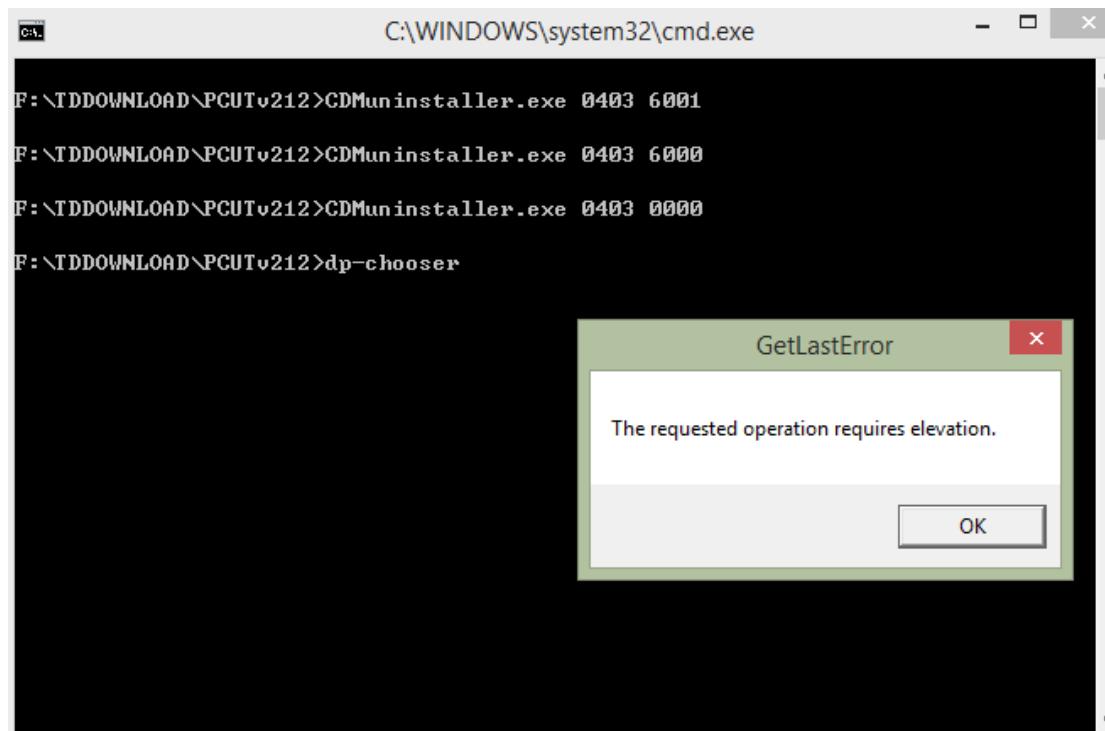 C:\WINDOWS\system32\cmd.exe
F:\TDDOWNLOAD\PCUTv212>CDMuninstaller.exe 0403 6001
F:\TDDOWNLOAD\PCUTv212>CDMuninstaller.exe 0403 6000
F:\TDDOWNLOAD\PCUTv212>CDMuninstaller.exe 0403 0000
F:\TDDOWNLOAD\PCUTv212>dp-chooser
GetLastError
The requested operation requires elevation.
OK